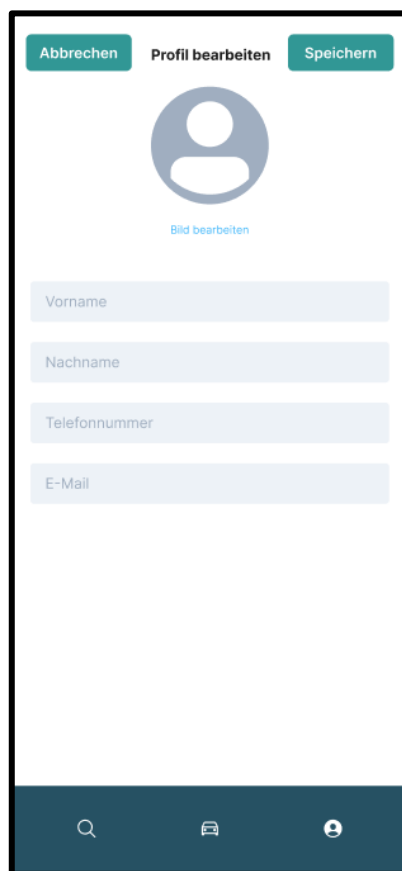 Abbrechen Profil bearbeiten Speichern
Bild bearbeiten
Vorname
Nachname
Telefonnummer
E-Mail